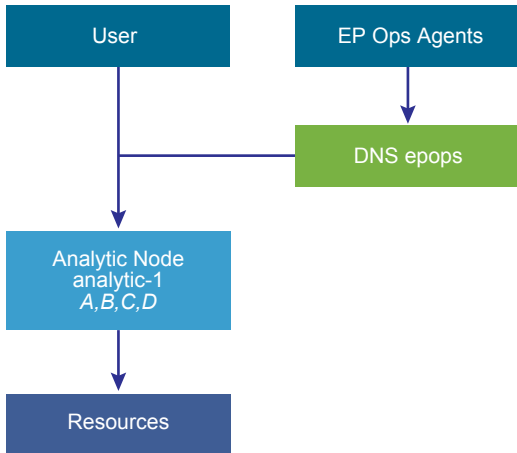 User
EP Ops Agents
DNS epops
Analytic Node
analytic-1
A,B,C,D
Resources